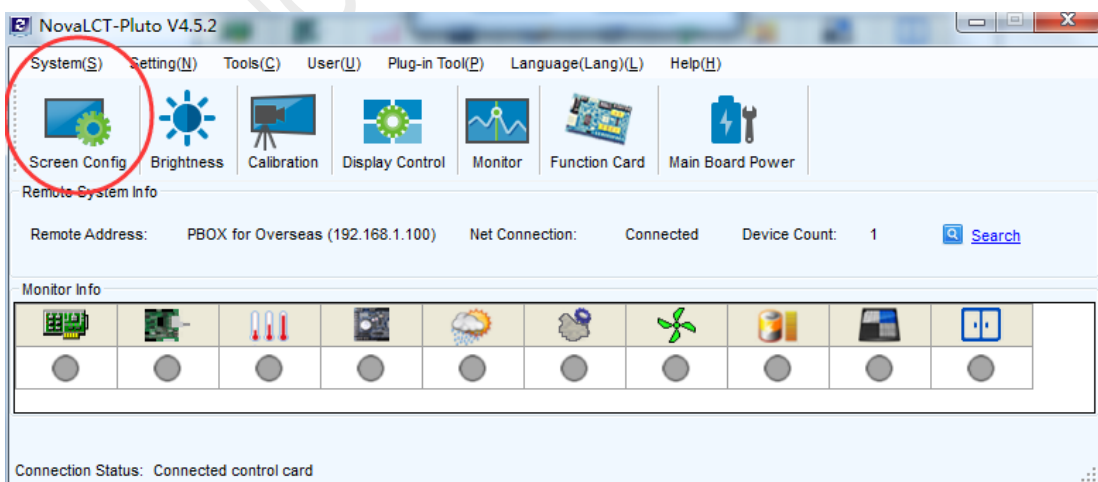 NovaLCT-Pluto V4.5.2
System(S) Setting(N) Tools(C) User(U) Plug-in Tool(P) Language(Lang)(L) Help(H)
Screen Config Brightness Calibration Display Control Monitor Function Card Main Board Power
Remote System Info
Remote Address: PBOX for Overseas (192.168.1.100) Net Connection: Connected Device Count: 1 Search
Monitor Info
Connection Status: Connected control card